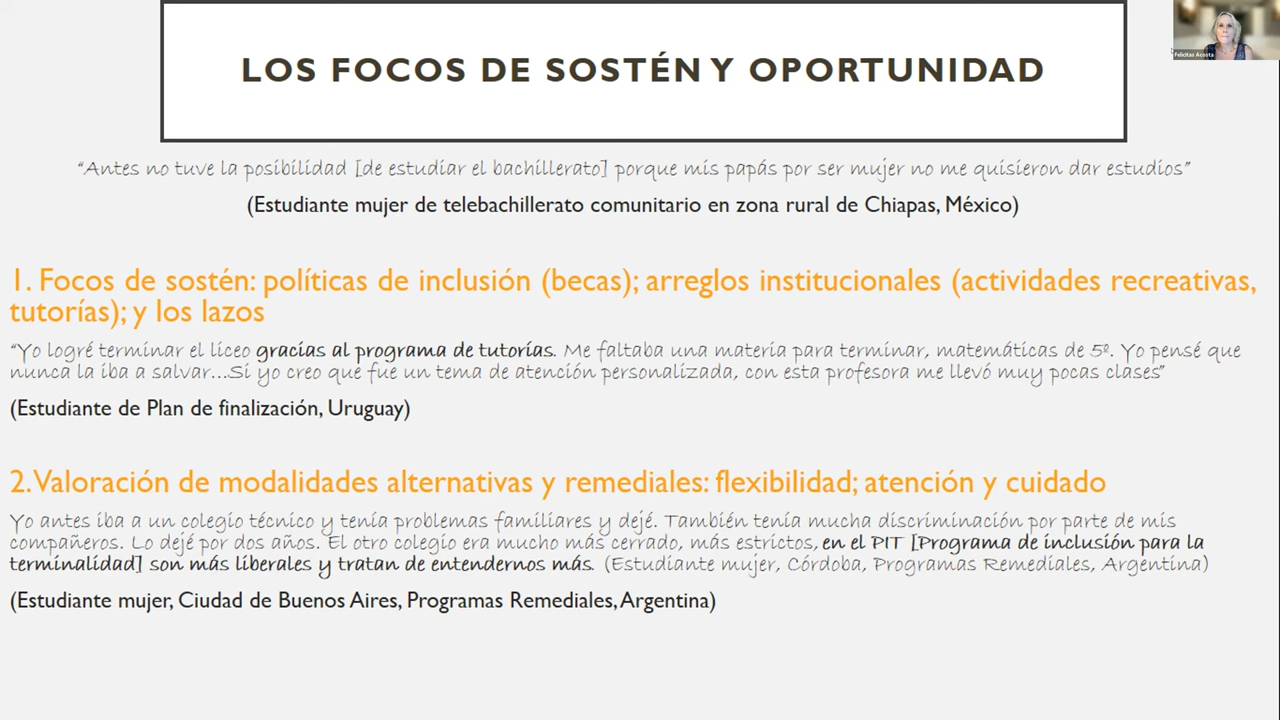 LOS FOCOS DE SOSTÉN Y OPORTUNIDAD
Felicitas Acosta
“Antes no tuve la posibilidad [de estudiar el bachillerato] porque mis papás por ser mujer no me quisieron dar estudios”
(Estudiante mujer de telebachillerato comunitario en zona rural de Chiapas, México)
1. Focos de sostén: políticas de inclusión (becas); arreglos institucionales (actividades recreativas,
tutorías); y los lazos
“Yo logré terminar el liceo gracias al programa de tutorías. Me faltaba una materia para terminar, matemáticas de 5º. Yo pensé que
nunca la iba a salvar...Si yo creo que fue un tema de atención personalizada, con esta profesora me llevó muy pocas clases”
(Estudiante de Plan de finalización, Uruguay)
2. Valoración de modalidades alternativas y remediales: flexibilidad; atención y cuidado
Yo antes iba a un colegio técnico y tenía problemas familiares y dejé. También tenía mucha discriminación por parte de mis
compañeros. Lo dejé por dos años. El otro colegio era mucho más cerrado, más estrictos, en el PIT [Programa de inclusión para la
terminalidad] son más liberales y tratan de entendernos más. (Estudiante mujer, Córdoba, Programas Remediales, Argentina)
(Estudiante mujer, Ciudad de Buenos Aires, Programas Remediales, Argentina)